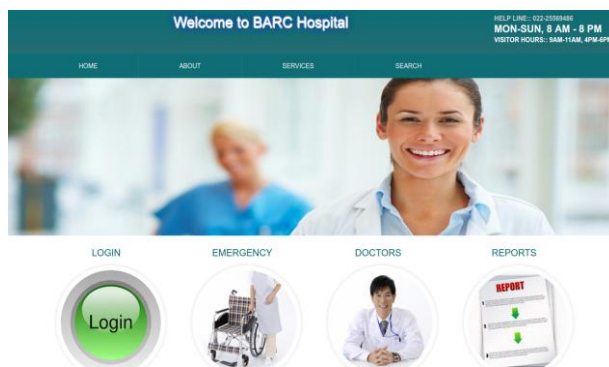 Welcome to BARC Hospital
HELP LINE:: 022-25569486
MON-SUN, 8 AM - 8 PM
VISITOR HOURS:: 9AM-11AM, 4PM-6PM
HOME
ABOUT
SERVICES
SEARCH
LOGIN
EMERGENCY
DOCTORS
REPORTS
Login
REPORT